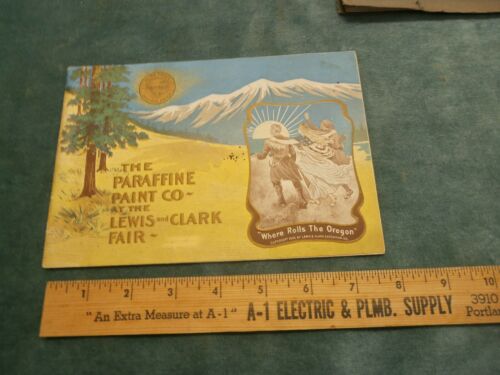 THE
PARAFFINE
PAINT CO~
AT THE
LEWIS and CLARK
FAIR~
"Where Rolls The Oregon"
1 2 3 4 5 6 7 8 9 10
"An Extra Measure at A-1" A-1 ELECTRIC & PLMB. SUPPLY 3910
Portla